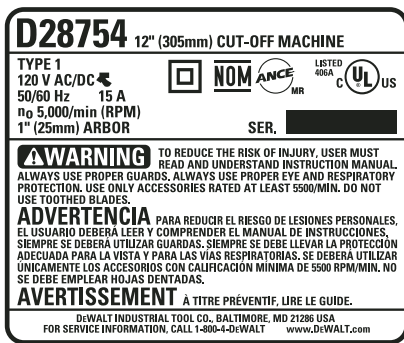 D28754 12" (305mm) CUT-OFF MACHINE
TYPE 1
120 V AC/DC
50/60 Hz 15 A
n₀ 5,000/min (RPM)
1" (25mm) ARBOR
NOM ANCE MR
LISTED
406A
C UL US
SER.
WARNING TO REDUCE THE RISK OF INJURY, USER MUST
READ AND UNDERSTAND INSTRUCTION MANUAL.
ALWAYS USE PROPER GUARDS. ALWAYS USE PROPER EYE AND RESPIRATORY
PROTECTION. USE ONLY ACCESSORIES RATED AT LEAST 5500/MIN. DO NOT
USE TOOTHED BLADES.
ADVERTENCIA PARA REDUCIR EL RIESGO DE LESIONES PERSONALES,
EL USUARIO DEBERÁ LEER Y COMPRENDER EL MANUAL DE INSTRUCCIONES,
SIEMPRE SE DEBERÁ UTILIZAR GUARDAS. SIEMPRE SE DEBE LLEVAR LA PROTECCIÓN
ADECUADA PARA LA VISTA Y PARA LAS VÍAS RESPIRATORIAS. SE DEBERÁ UTILIZAR
ÚNICAMENTE LOS ACCESORIOS CON CALIFICACIÓN MÍNIMA DE 5500 RPM/MIN. NO
SE DEBE EMPLEAR HOJAS DENTADAS.
AVERTISSEMENT À TITRE PRÉVENTIF, LIRE LE GUIDE.
DEWALT INDUSTRIAL TOOL CO., BALTIMORE, MD 21286 USA
FOR SERVICE INFORMATION, CALL 1-800-4-DEWALT www.DEWALT.com